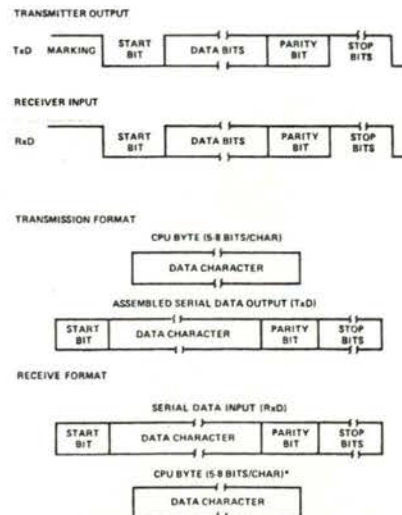 TRANSMITTER OUTPUT
TxD MARKING START BIT DATA BITS PARITY BIT STOP BITS
RECEIVER INPUT
RxD START BIT DATA BITS PARITY BIT STOP BITS
TRANSMISSION FORMAT
CPU BYTE (5-8 BITS/CHAR)
DATA CHARACTER
ASSEMBLED SERIAL DATA OUTPUT (TxD)
START BIT DATA CHARACTER PARITY BIT STOP BITS
RECEIVE FORMAT
SERIAL DATA INPUT (RxD)
START BIT DATA CHARACTER PARITY BIT STOP BITS
CPU BYTE (5-8 BITS/CHAR)*
DATA CHARACTER